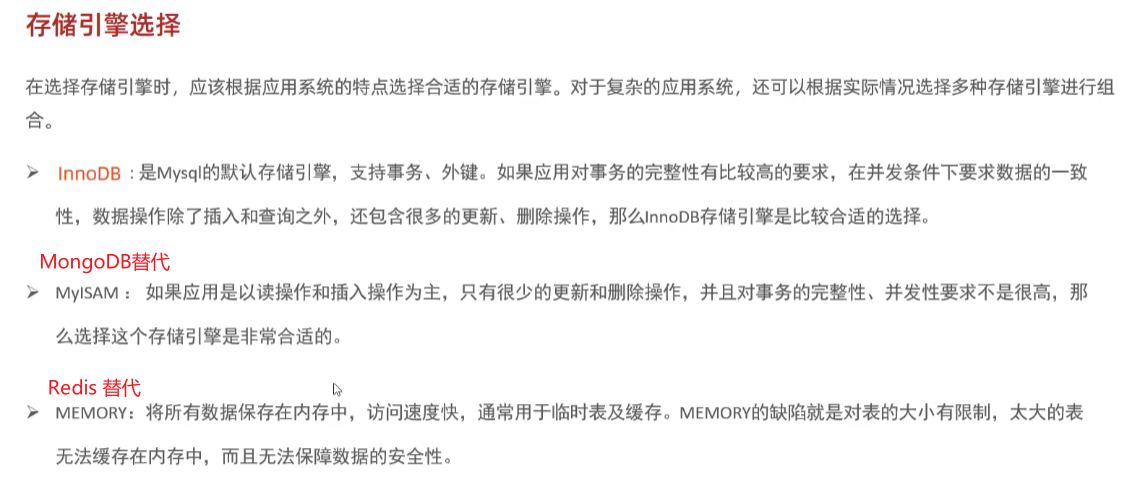 存储引擎选择
在选择存储引擎时，应该根据应用系统的特点选择合适的存储引擎。对于复杂的应用系统，还可以根据实际情况选择多种存储引擎进行组
合。
➢ InnoDB : 是Mysql的默认存储引擎，支持事务、外键。如果应用对事务的完整性有比较高的要求，在并发条件下要求数据的一致
性，数据操作除了插入和查询之外，还包含很多的更新、删除操作，那么InnoDB存储引擎是比较合适的选择。
MongoDB替代
➢ MyISAM ： 如果应用是以读操作和插入操作为主，只有很少的更新和删除操作，并且对事务的完整性、并发性要求不是很高，那
么选择这个存储引擎是非常合适的。
Redis 替代
➢ MEMORY：将所有数据保存在内存中，访问速度快，通常用于临时表及缓存。MEMORY的缺陷就是对表的大小有限制，太大的表
无法缓存在内存中，而且无法保障数据的安全性。